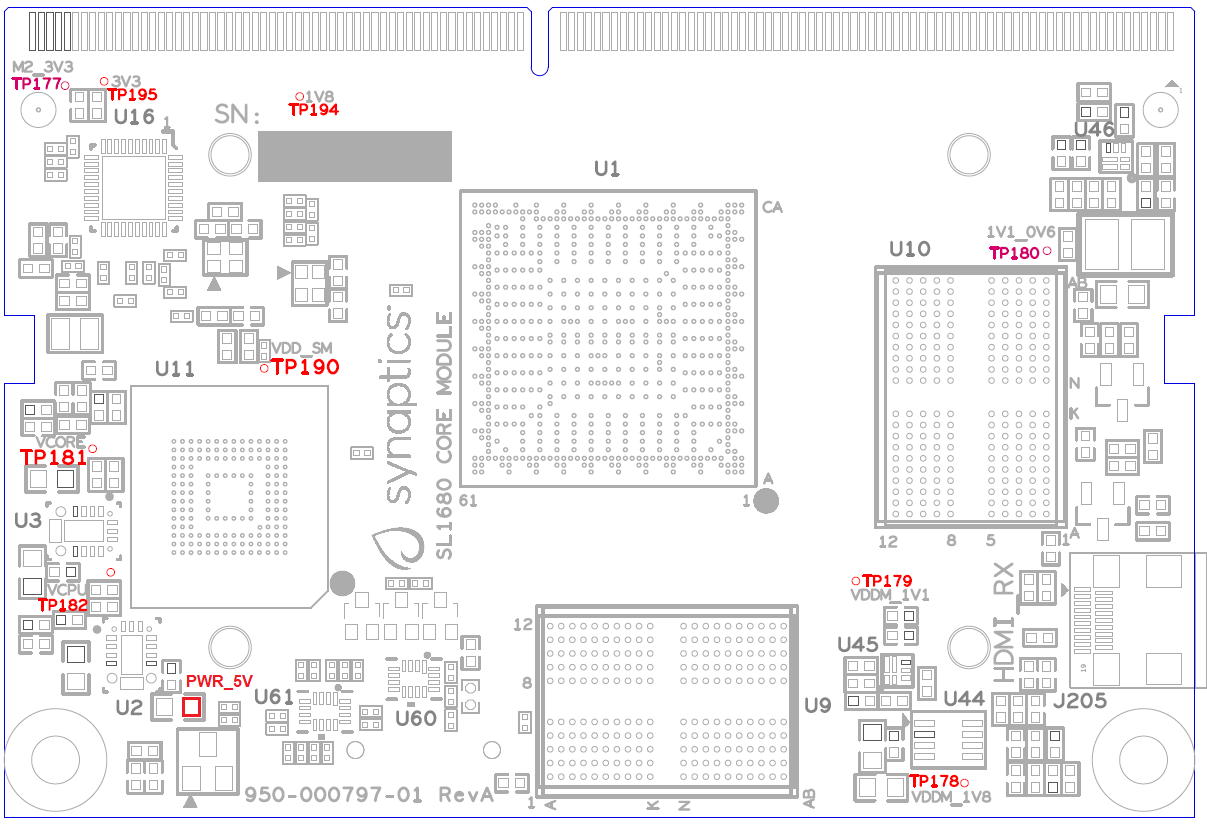 M2_3V3
TP177
3V3
TP195
U16
1
SN:
1V8
TP194
U1
CA
U46
1
1V1_0V6
TP180
U10
AB
VDD_SM
TP190
U11
synaptics
SL1680 CORE MODULE
N
K
VCORE
TP181
U3
61
1
A
12
8
5
1
A
VCPU
TP182
TP179
VDDM_1V1
HDMI RX
12
U45
19
8
PWR_5V
U2
U61
U60
U9
U44
J205
TP178
VDDM_1V8
950-000797-01 RevA
1
A
K
N
AB